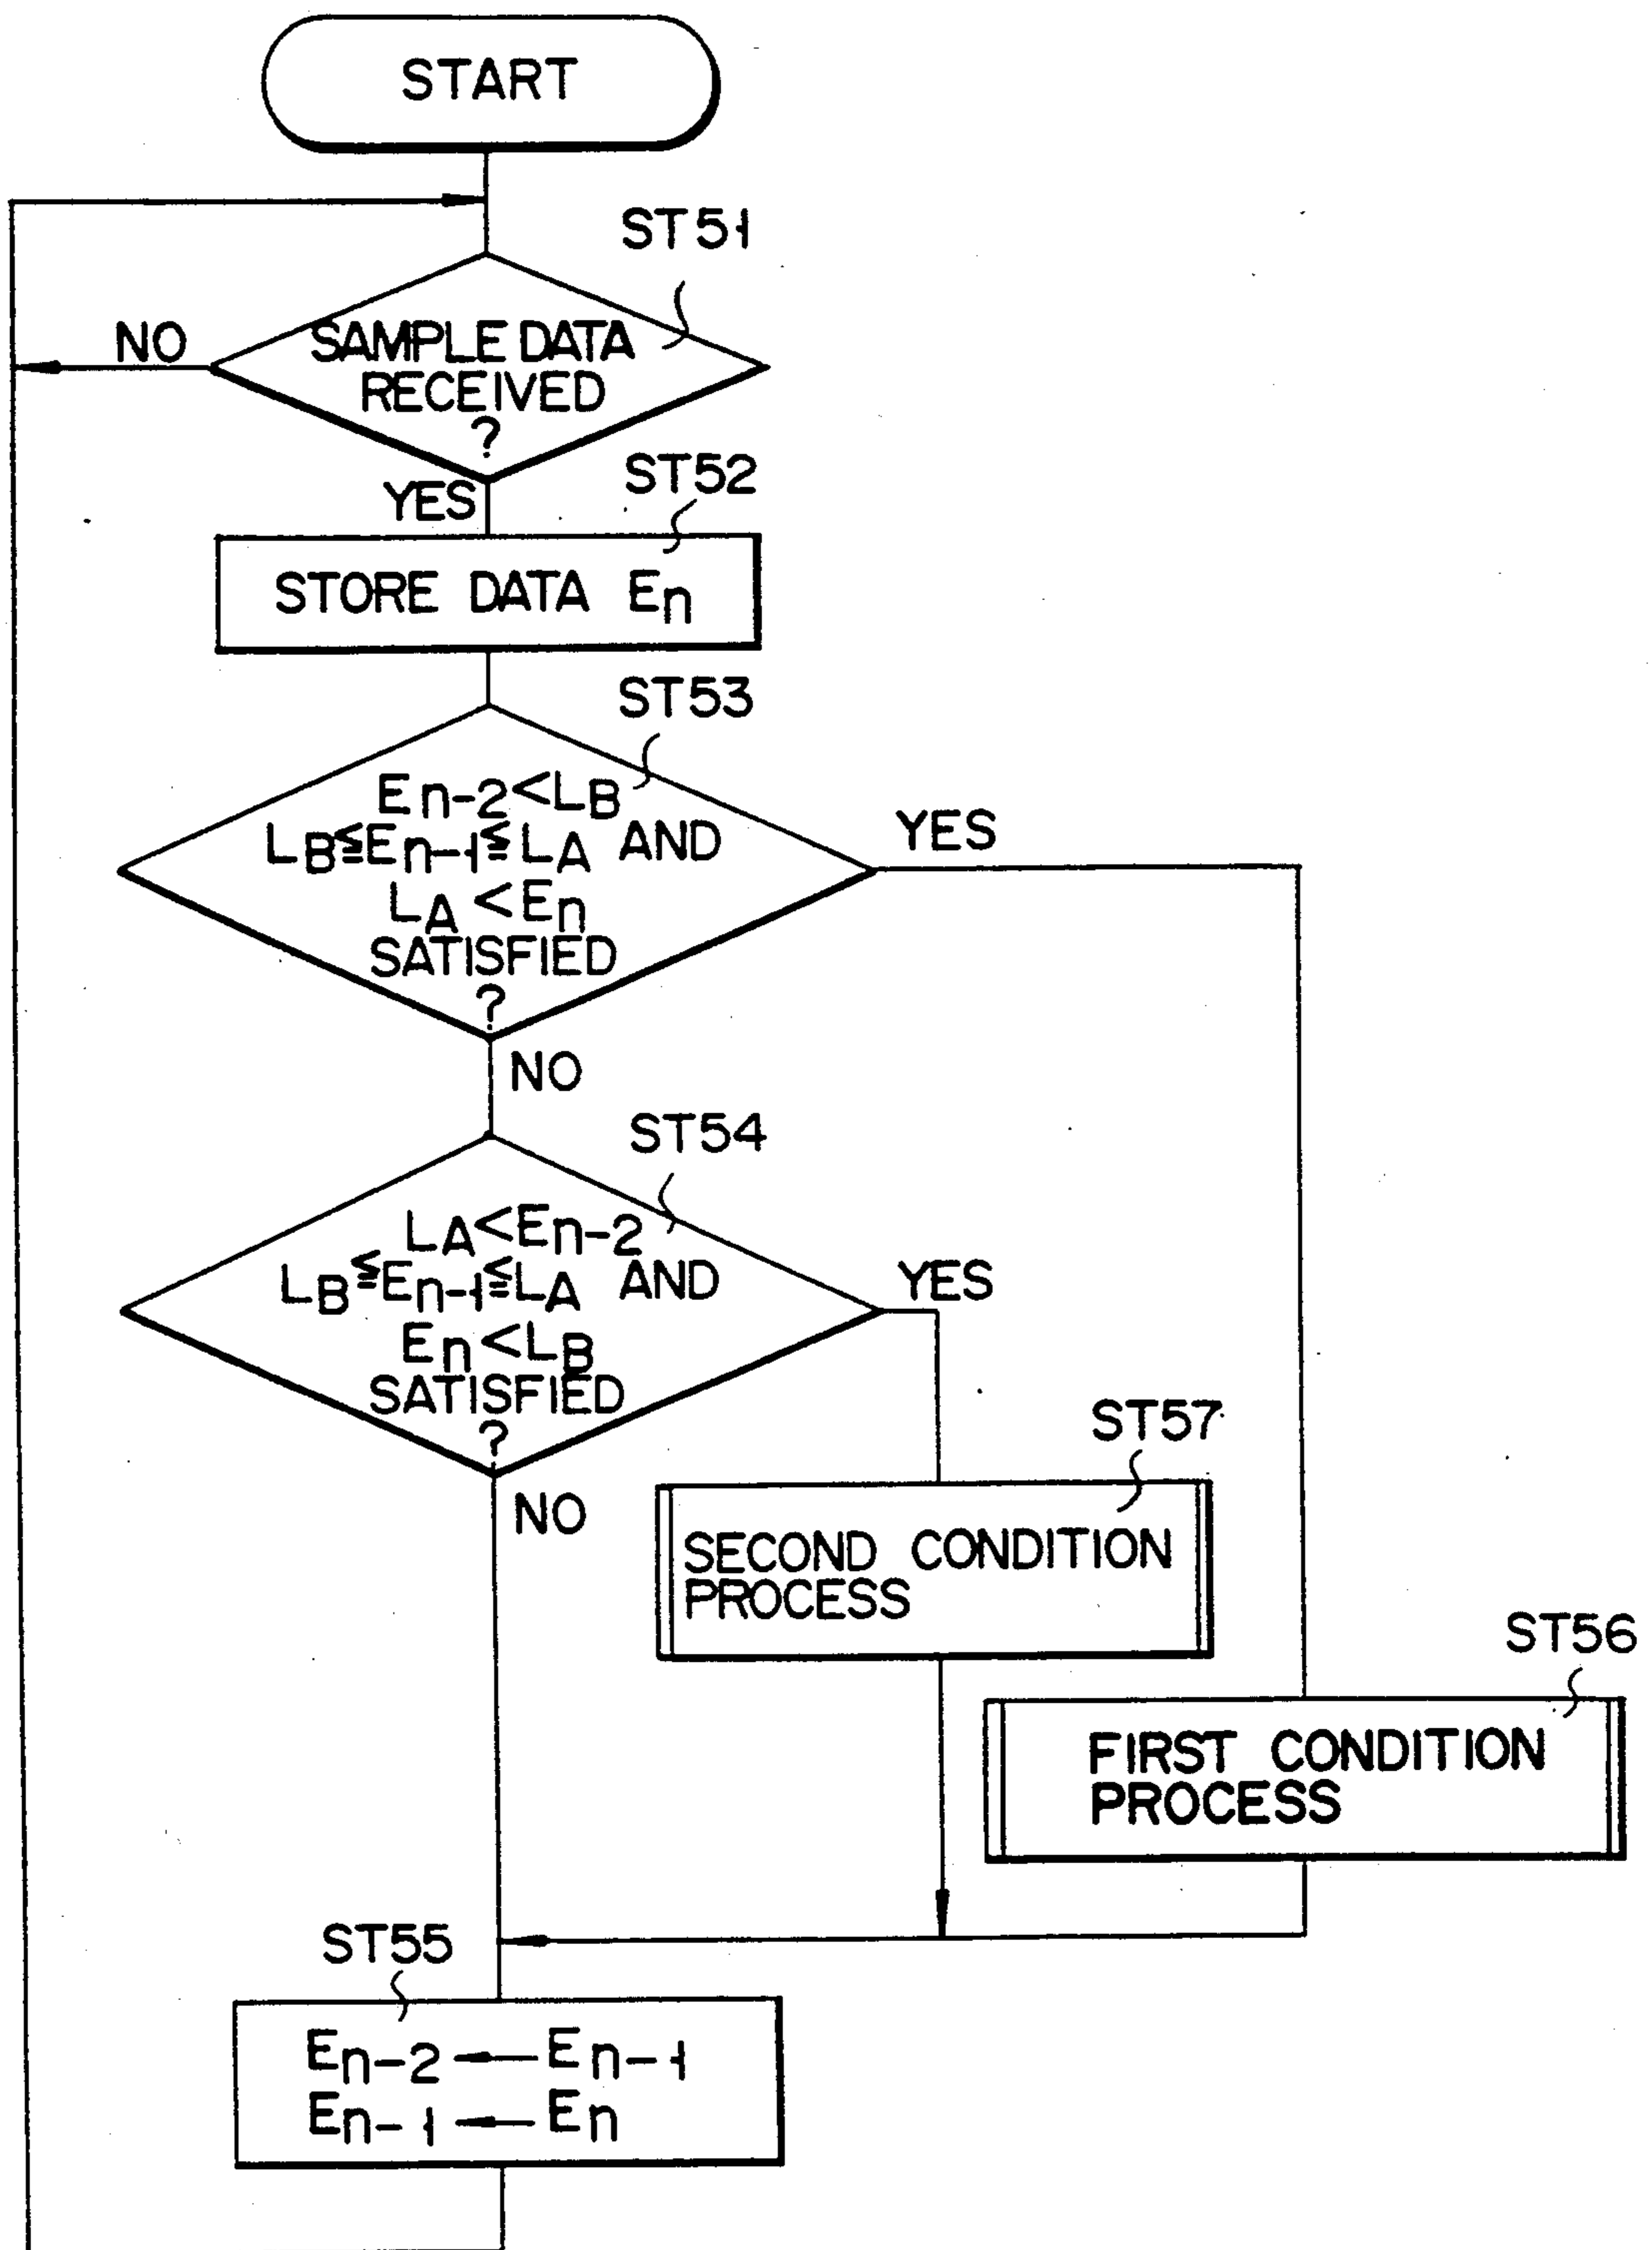 START
ST51
NO
SAMPLE DATA
RECEIVED
?
YES
ST52
STORE DATA En
ST53
En-2<LB
LB≦En-1≦LA AND
LA<En
SATISFIED
?
YES
NO
ST54
LA<En-2
LB≦En-1≦LA AND
En<LB
SATISFIED
?
YES
NO
ST57
SECOND CONDITION
PROCESS
ST56
FIRST CONDITION
PROCESS
ST55
En-2←En-1
En-1←En